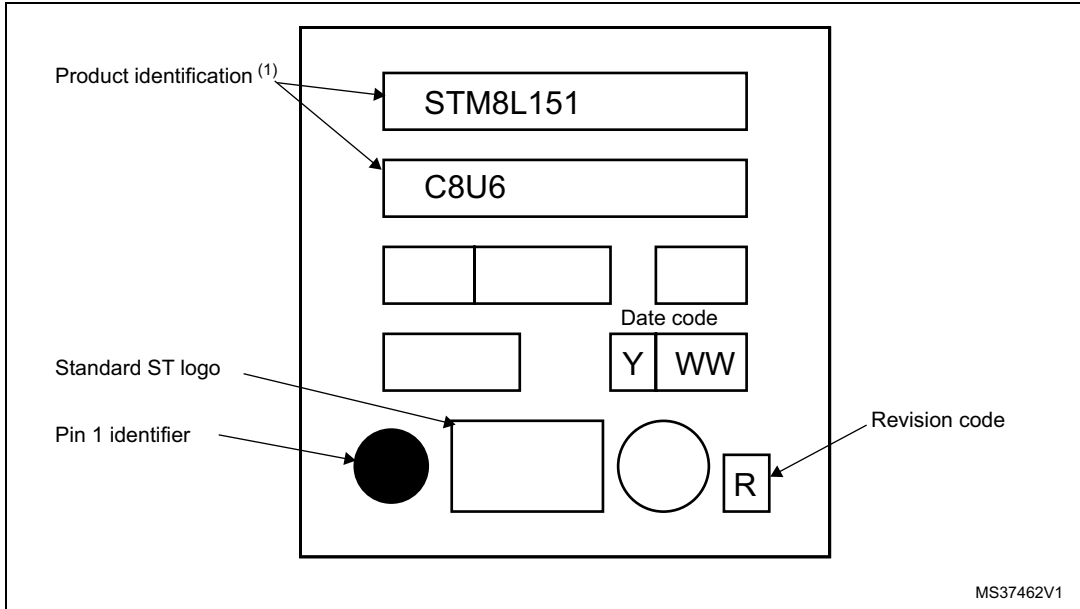 Product identification (1)
STM8L151
C8U6
Date code
Y WW
Standard ST logo
Pin 1 identifier
Revision code
R
MS37462V1